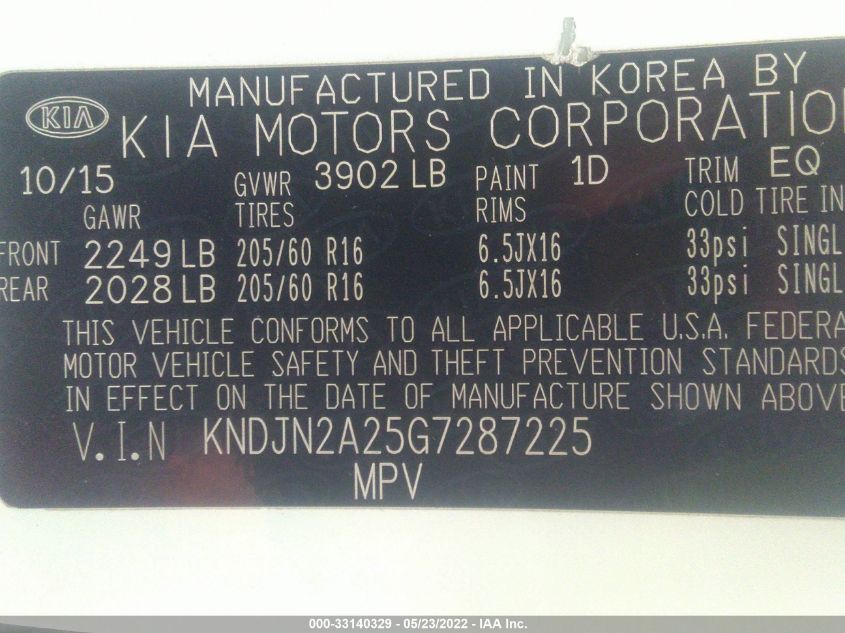 MANUFACTURED IN KOREA BY
KIA KIA MOTORS CORPORATION
10/15 GVWR 3902 LB PAINT 1D TRIM EQ
GAWR TIRES RIMS COLD TIRE IN
FRONT 2249 LB 205/60 R16 6.5JX16 33psi SINGL
REAR 2028 LB 205/60 R16 6.5JX16 33psi SINGL
THIS VEHICLE CONFORMS TO ALL APPLICABLE U.S.A. FEDERA
MOTOR VEHICLE SAFETY AND THEFT PREVENTION STANDARDS
IN EFFECT ON THE DATE OF MANUFACTURE SHOWN ABOVE
V.I.N KNDJN2A25G7287225
MPV
000-33140329 - 05/23/2022 - IAA Inc.